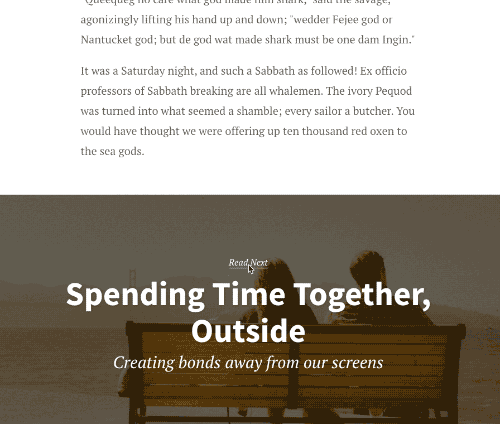 "Queequeg no care what god made him shark," said the savage,
agonizingly lifting his hand up and down; "wedder Fejee god or
Nantucket god; but de god wat made shark must be one dam Ingin."
It was a Saturday night, and such a Sabbath as followed! Ex officio
professors of Sabbath breaking are all whalemen. The ivory Pequod
was turned into what seemed a shamble; every sailor a butcher. You
would have thought we were offering up ten thousand red oxen to
the sea gods.
Read Next
Spending Time Together,
Outside
Creating bonds away from our screens